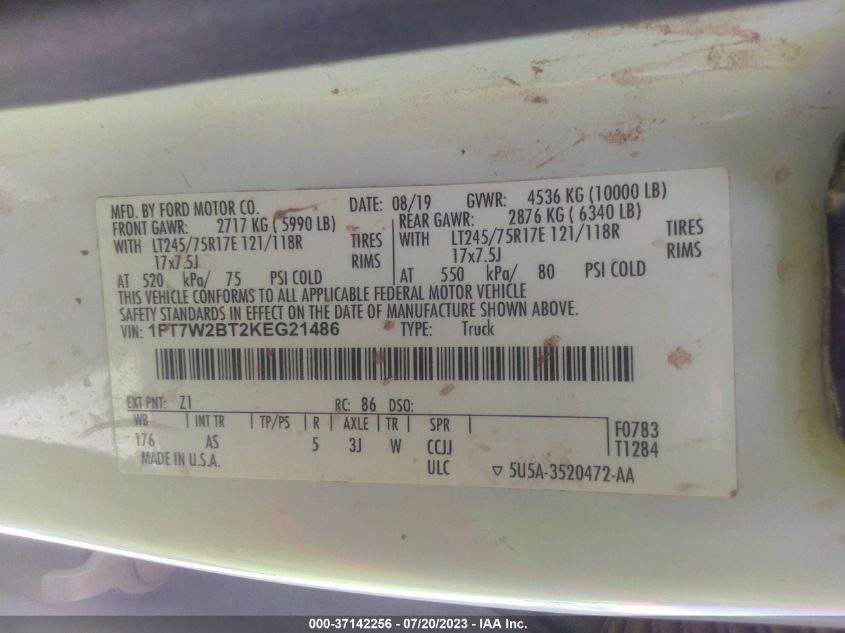 MFD. BY FORD MOTOR CO.
DATE: 08/19 GVWR: 4536 KG (10000 LB)
FRONT GAWR: 2717 KG ( 5990 LB)
REAR GAWR: 2876 KG ( 6340 LB)
WITH LT245/75R17E 121/118R TIRES
WITH LT245/75R17E 121/118R TIRES
17x7.5J RIMS
17x7.5J RIMS
AT 520 kPa/ 75 PSI COLD
AT 550 kPa/ 80 PSI COLD
THIS VEHICLE CONFORMS TO ALL APPLICABLE FEDERAL MOTOR VEHICLE
SAFETY STANDARDS IN EFFECT ON THE DATE OF MANUFACTURE SHOWN ABOVE.
VIN: 1FT7W2BT2KEG21486 TYPE: Truck
EXT PNT: Z1 RC: 86 DSO:
WB INT TR TP/PS R AXLE TR SPR
176 AS 5 3J W CCJJ
F0783
T1284
MADE IN U.S.A. ULC
▽ 5U5A-3520472-AA
000-37142256 - 07/20/2023 - IAA Inc.